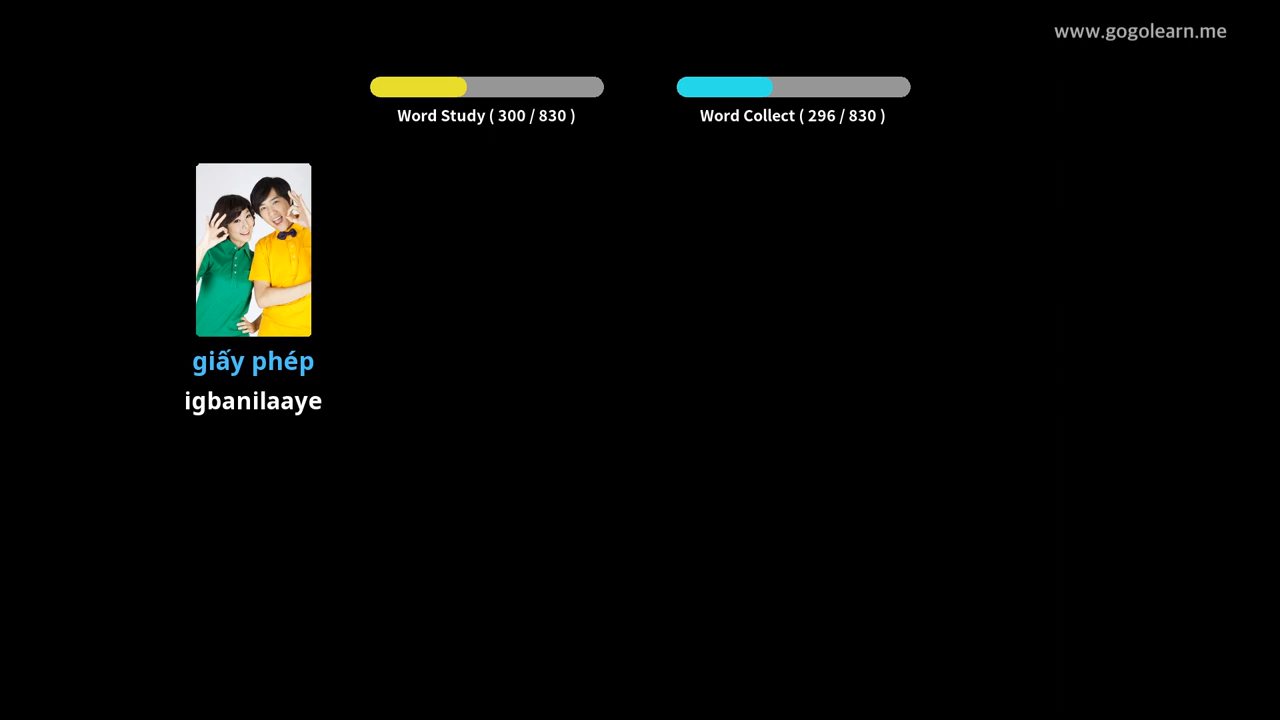 www.gogolearn.me
Word Study ( 300 / 830 )
Word Collect ( 296 / 830 )
giấy phép
igbanilaaye